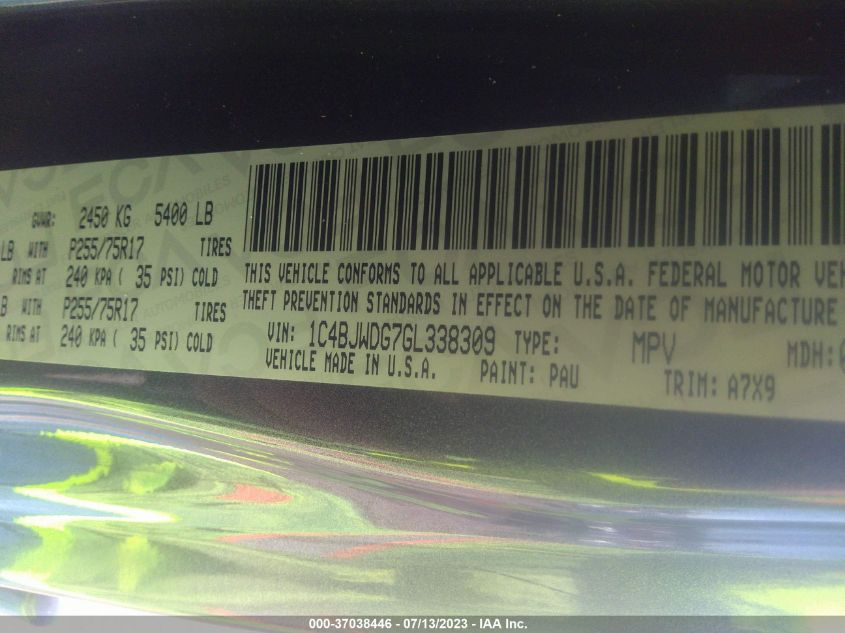 GVWR: 2450 KG 5400 LB
LB WITH P255/75R17 TIRES
RIMS AT 240 KPA ( 35 PSI) COLD
B WITH P255/75R17 TIRES
RIMS AT 240 KPA ( 35 PSI) COLD
THIS VEHICLE CONFORMS TO ALL APPLICABLE U.S.A. FEDERAL MOTOR VEH
THEFT PREVENTION STANDARDS IN EFFECT ON THE DATE OF MANUFACTURE
VIN: 1C4BJWDG7GL338309 TYPE: MPV MDH:0
VEHICLE MADE IN U.S.A. PAINT: PAU TRIM: A7X9
000-37038446 - 07/13/2023 - IAA Inc.